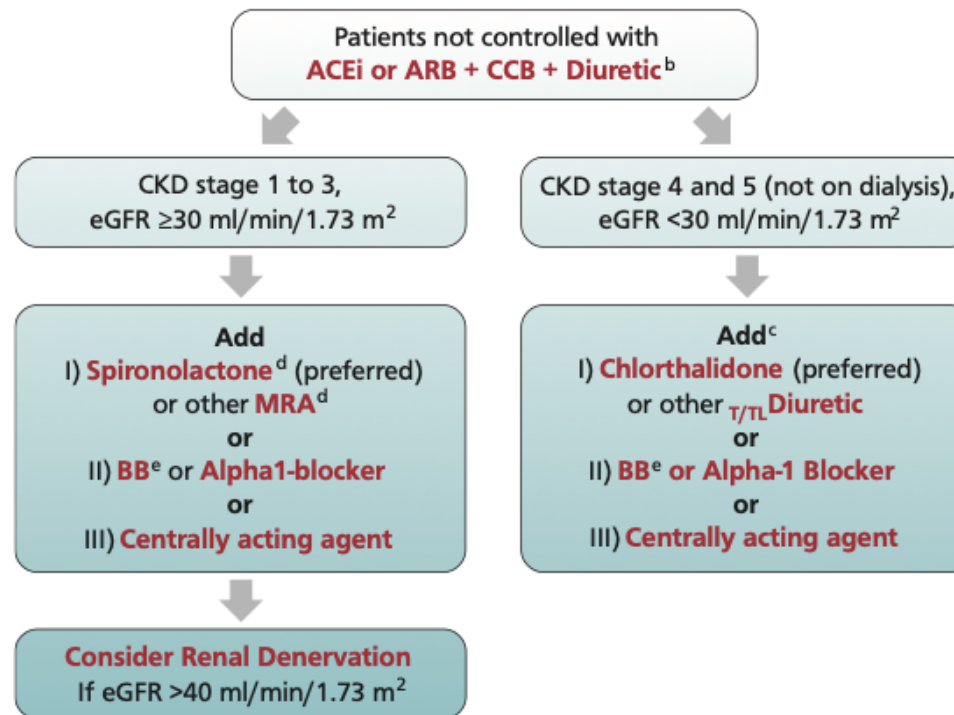 Patients not controlled with
ACEi or ARB + CCB + Diuretic b
CKD stage 1 to 3,
eGFR ≥30 ml/min/1.73 m²
CKD stage 4 and 5 (not on dialysis),
eGFR <30 ml/min/1.73 m²
Add
I) Spironolactone d (preferred)
or other MRA d
or
II) BB e or Alpha1-blocker
or
III) Centrally acting agent
Add c
I) Chlorthalidone (preferred)
or other T/TL Diuretic
or
II) BB e or Alpha-1 Blocker
or
III) Centrally acting agent
Consider Renal Denervation
If eGFR >40 ml/min/1.73 m²